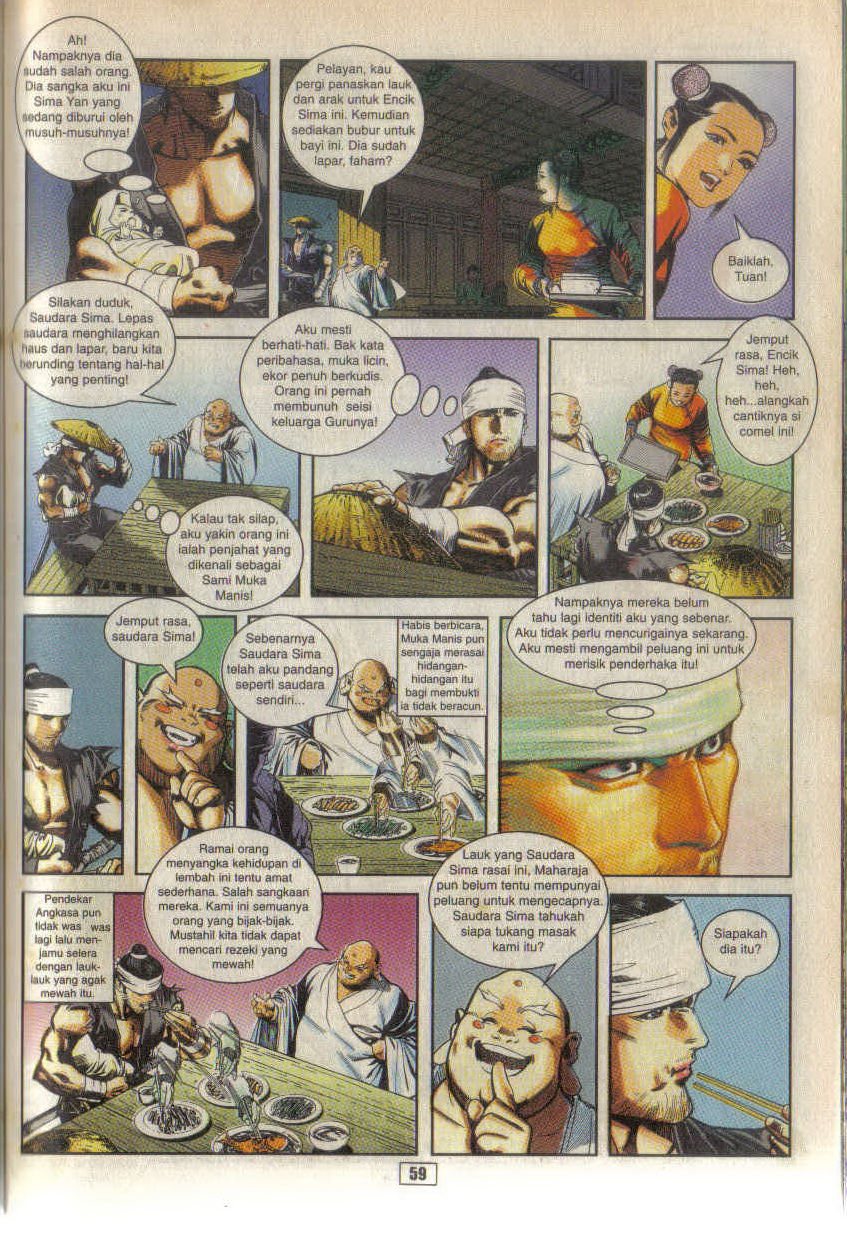 Ah!
Nampaknya dia
sudah salah orang.
Dia sangka aku ini
Sima Yan yang
sedang diburui oleh
musuh-musuhnya!
Pelayan, kau
pergi panaskan lauk
dan arak untuk Encik
Sima ini. Kemudian
sediakan bubur untuk
bayi ini. Dia sudah
lapar, faham?
Baiklah,
Tuan!
Silakan duduk,
Saudara Sima. Lepas
saudara menghilangkan
haus dan lapar, baru kita
berunding tentang hal-hal
yang penting!
Kalau tak silap,
aku yakin orang ini
ialah penjahat yang
dikenali sebagai
Sami Muka
Manis!
Aku mesti
berhati-hati. Bak kata
peribahasa, muka licin,
ekor penuh berkudis.
Orang ini pernah
membunuh seisi
keluarga Gurunya!
Jemput
rasa, Encik
Sima! Heh,
heh,
heh...alangkah
cantiknya si
comel ini!
Jemput rasa,
saudara Sima!
Sebenarnya
Saudara Sima
telah aku pandang
seperti saudara
sendiri...
Habis berbicara,
Muka Manis pun
sengaja merasai
hidangan-
hidangan itu
bagi membukti
ia tidak beracun.
Nampaknya mereka belum
tahu lagi identiti aku yang sebenar.
Aku tidak perlu mencurigainya sekarang.
Aku mesti mengambil peluang ini untuk
merisik penderhaka itu!
Pendekar
Angkasa pun
tidak was was
lagi lalu men-
jamu selera
dengan lauk-
lauk yang agak
mewah itu.
Ramai orang
menyangka kehidupan di
lembah ini tentu amat
sederhana. Salah sangkaan
mereka. Kami ini semuanya
orang yang bijak-bijak.
Mustahil kita tidak dapat
mencari rezeki yang
mewah!
Lauk yang Saudara
Sima rasai ini, Maharaja
pun belum tentu mempunyai
peluang untuk mengecapnya.
Saudara Sima tahukah
siapa tukang masak
kami itu?
Siapakah
dia itu?
59